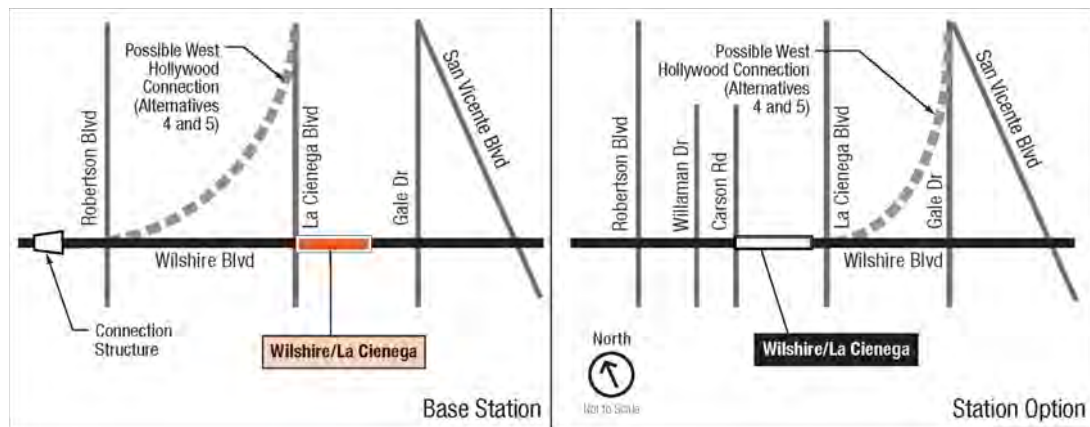 Possible West
Hollywood
Connection
(Alternatives
4 and 5)
Robertson Blvd
La Cienega Blvd
Gale Dr
San Vicente Blvd
Wilshire Blvd
Connection
Structure
Wilshire/La Cienega
Base Station
Possible West
Hollywood Connection
(Alternatives
4 and 5)
Robertson Blvd
Willaman Dr
Carson Rd
La Cienega Blvd
Gale Dr
San Vicente Blvd
Wilshire Blvd
North
Not to Scale
Wilshire/La Cienega
Station Option